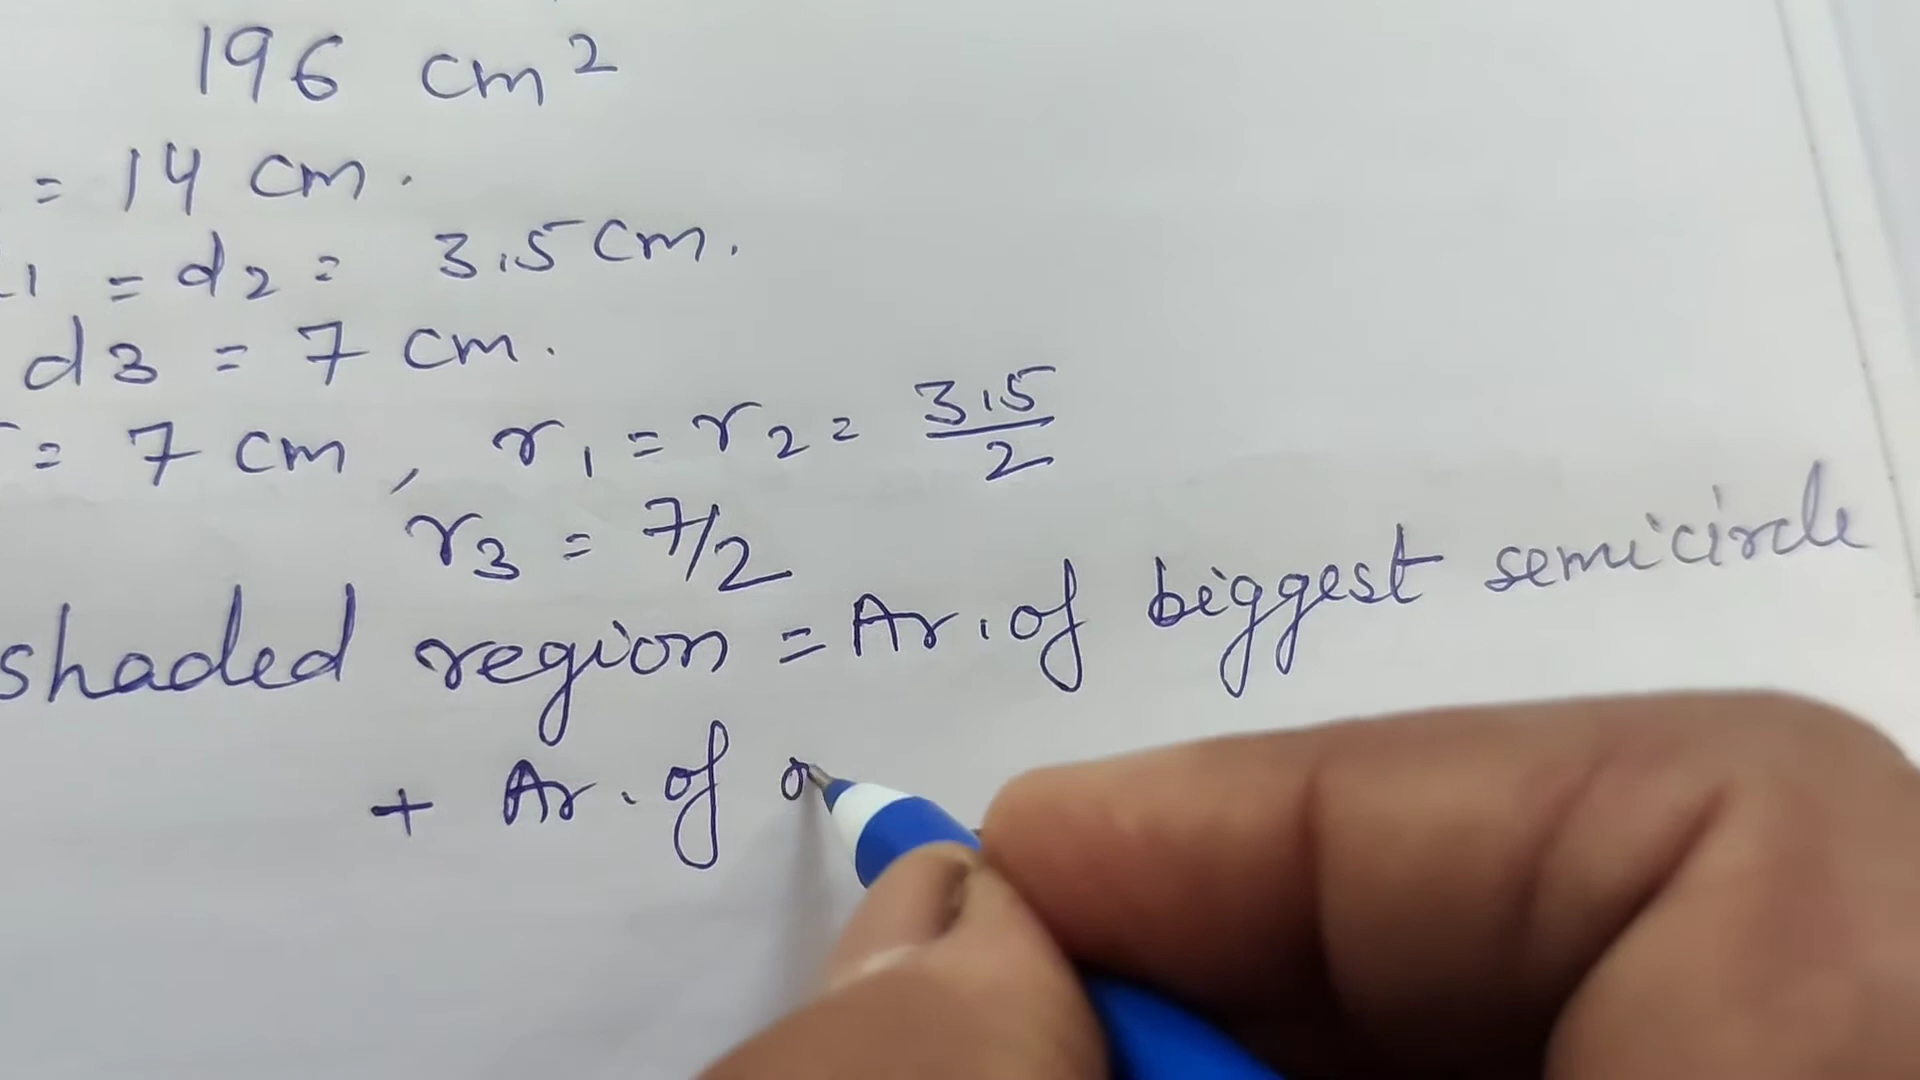 196 cm²
= 14 cm.
1 = d2 = 3.5 cm.
d3 = 7 cm.
= 7 cm, r1 = r2 = 3.5/2
r3 = 7/2
shaded region = Ar. of biggest semicircle
+ Ar. of